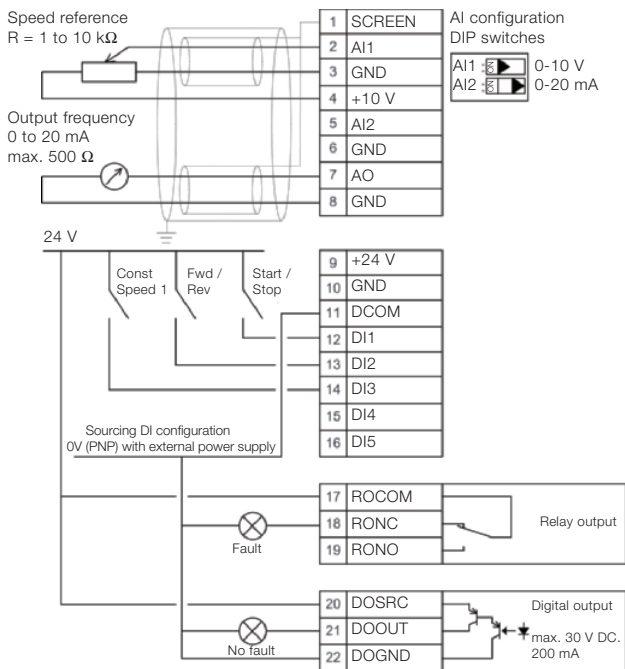 Speed reference
R = 1 to 10 kΩ
1 SCREEN
2 AI1
3 GND
4 +10 V
5 AI2
6 GND
7 AO
8 GND
AI configuration
DIP switches
AI1 : ON 0-10 V
AI2 : ON 0-20 mA
Output frequency
0 to 20 mA
max. 500 Ω
24 V
Const
Speed 1
Fwd /
Rev
Start /
Stop
9 +24 V
10 GND
11 DCOM
12 DI1
13 DI2
14 DI3
15 DI4
16 DI5
Sourcing DI configuration
0V (PNP) with external power supply
17 ROCOM
18 RONC
19 RONO
Fault
Relay output
20 DOSRC
21 DOOUT
22 DOGND
No fault
Digital output
max. 30 V DC.
200 mA